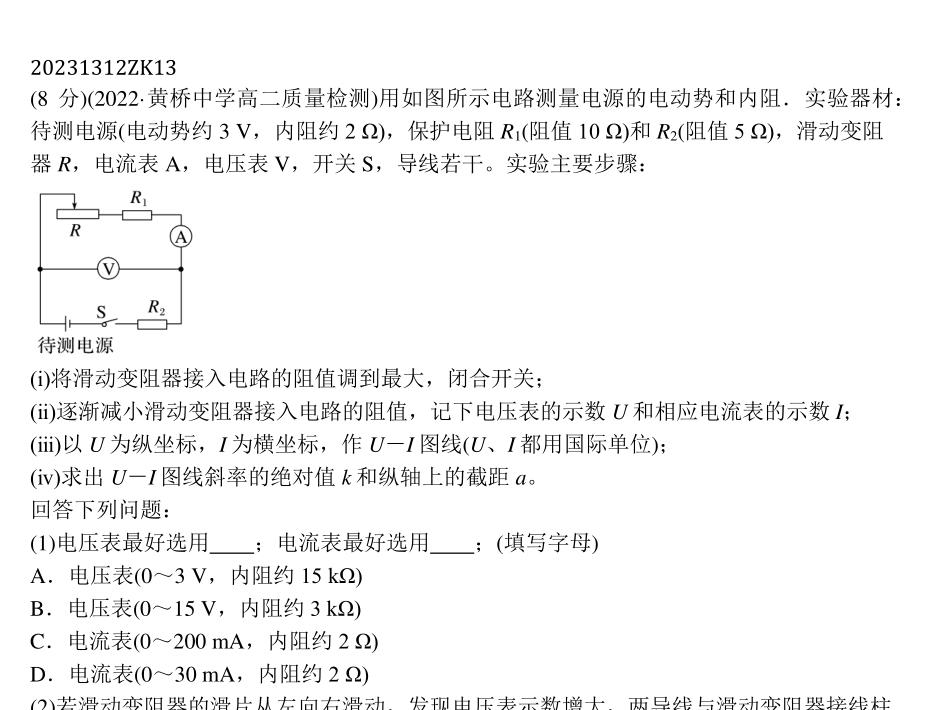 20231312ZK13
(8 分)(2022·黄桥中学高二质量检测)用如图所示电路测量电源的电动势和内阻．实验器材：
待测电源(电动势约 3 V，内阻约 2 Ω)，保护电阻 R₁(阻值 10 Ω)和 R₂(阻值 5 Ω)，滑动变阻
器 R，电流表 A，电压表 V，开关 S，导线若干。实验主要步骤：
R₁
R
A
V
S
R₂
待测电源
(i)将滑动变阻器接入电路的阻值调到最大，闭合开关；
(ii)逐渐减小滑动变阻器接入电路的阻值，记下电压表的示数 U 和相应电流表的示数 I；
(iii)以 U 为纵坐标，I 为横坐标，作 U－I 图线(U、I 都用国际单位)；
(iv)求出 U－I 图线斜率的绝对值 k 和纵轴上的截距 a。
回答下列问题：
(1)电压表最好选用____；电流表最好选用____；(填写字母)
A．电压表(0～3 V，内阻约 15 kΩ)
B．电压表(0～15 V，内阻约 3 kΩ)
C．电流表(0～200 mA，内阻约 2 Ω)
D．电流表(0～30 mA，内阻约 2 Ω)
(2)若滑动变阻器的滑片从左向右滑动，发现电压表示数增大，两导线与滑动变阻器接线柱